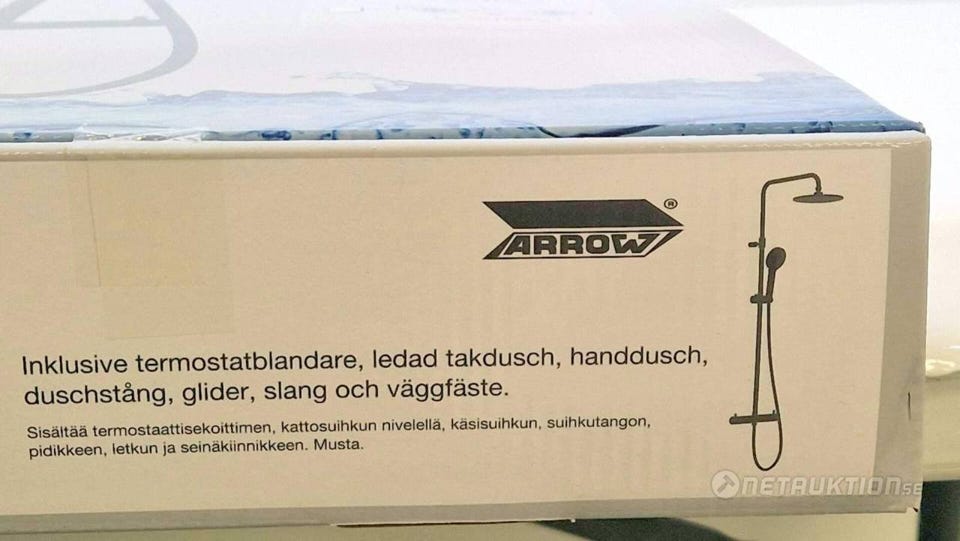 ARROW®
Inklusive termostatblandare, ledad takdusch, handdusch,
duschstång, glider, slang och väggfäste.
Sisältää termostaattisekoittimen, kattosuihkun nivelellä, käsisuihkun, suihkutangon,
pidikkeen, letkun ja seinäkiinnikkeen. Musta.
NETAUKTION.SE